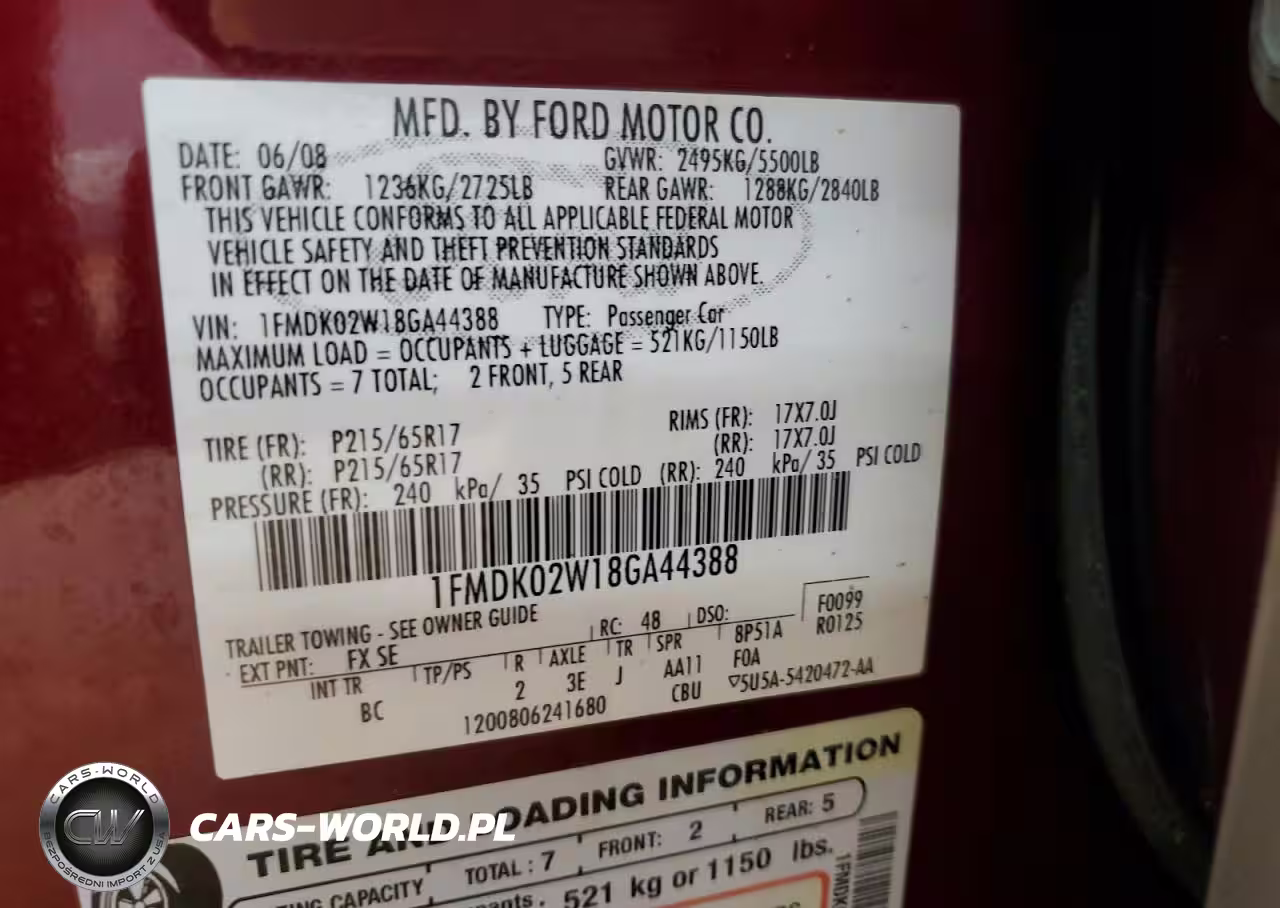 MFD. BY FORD MOTOR CO.
DATE: 06/08 GVWR: 2495KG/5500LB
FRONT GAWR: 1236KG/2725LB REAR GAWR: 1288KG/2840LB
THIS VEHICLE CONFORMS TO ALL APPLICABLE FEDERAL MOTOR
VEHICLE SAFETY AND THEFT PREVENTION STANDARDS
IN EFFECT ON THE DATE OF MANUFACTURE SHOWN ABOVE.
VIN: 1FMDK02W18GA44388 TYPE: Passenger Car
MAXIMUM LOAD = OCCUPANTS + LUGGAGE = 521KG/1150LB
OCCUPANTS = 7 TOTAL; 2 FRONT, 5 REAR
TIRE (FR): P215/65R17 RIMS (FR): 17X7.0J
(RR): P215/65R17 (RR): 17X7.0J
PRESSURE (FR): 240 kPa/ 35 PSI COLD (RR): 240 kPa/ 35 PSI COLD
1FMDK02W18GA44388
TRAILER TOWING - SEE OWNER GUIDE
EXT PNT: FX SE RC: 48 DSO: F0099
INT TR TP/PS R AXLE TR SPR 8P51A R0125
BC 2 3E J AA11 F0A
1200806241680 CBU 5U5A-5420472-AA
TIRE AND LOADING INFORMATION
CAPACITY TOTAL: 7 FRONT: 2 REAR: 5
521 kg or 1150 lbs.
1FMDK
CARS-WORLD
CW
BEZPOŚREDNI IMPORT Z USA
CARS-WORLD.PL